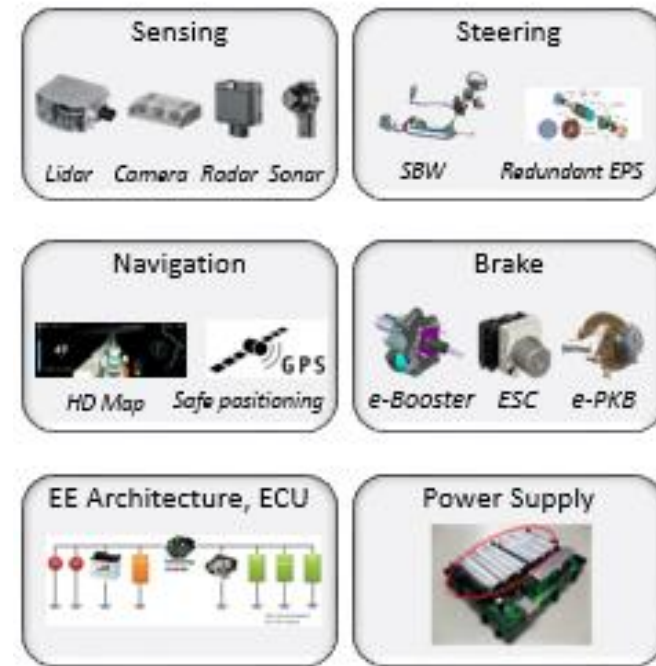 Sensing
Lidar Camera Radar Sonar
Steering
SBW Redundant EPS
Navigation
GPS
HD Map Safe positioning
Brake
e-Booster ESC e-PKB
EE Architecture, ECU
Power Supply